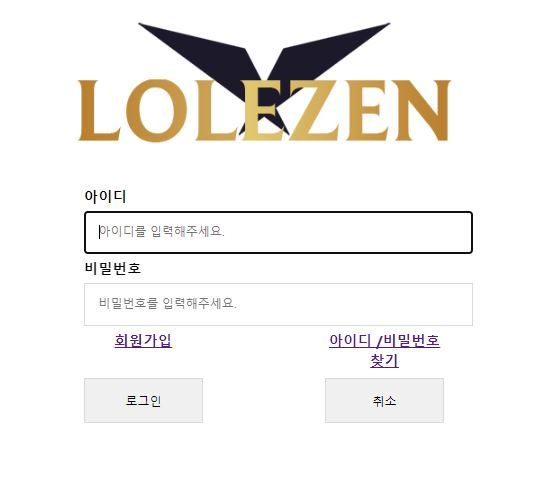 LOLEZEN
아이디
아이디를 입력해주세요.
비밀번호
비밀번호를 입력해주세요.
회원가입 아이디 /비밀번호
찾기
로그인 취소